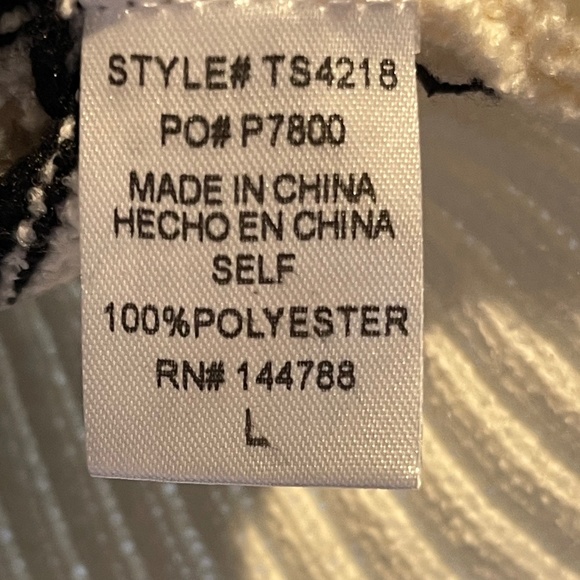 STYLE# TS4218
PO# P7800
MADE IN CHINA
HECHO EN CHINA
SELF
100%POLYESTER
RN# 144788
L